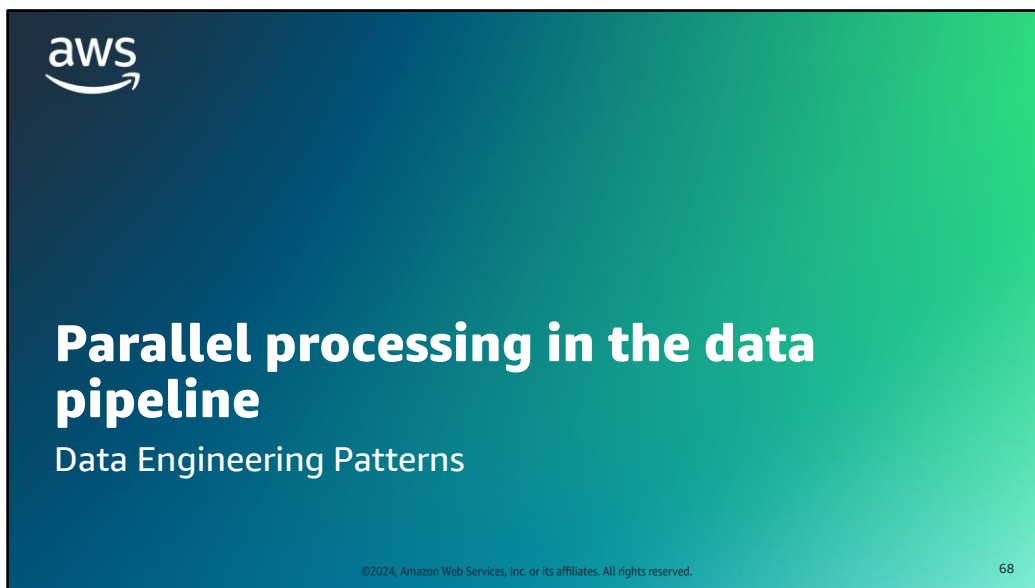 aws
Parallel processing in the data
pipeline
Data Engineering Patterns
©2024, Amazon Web Services, Inc. or its affiliates. All rights reserved.
68